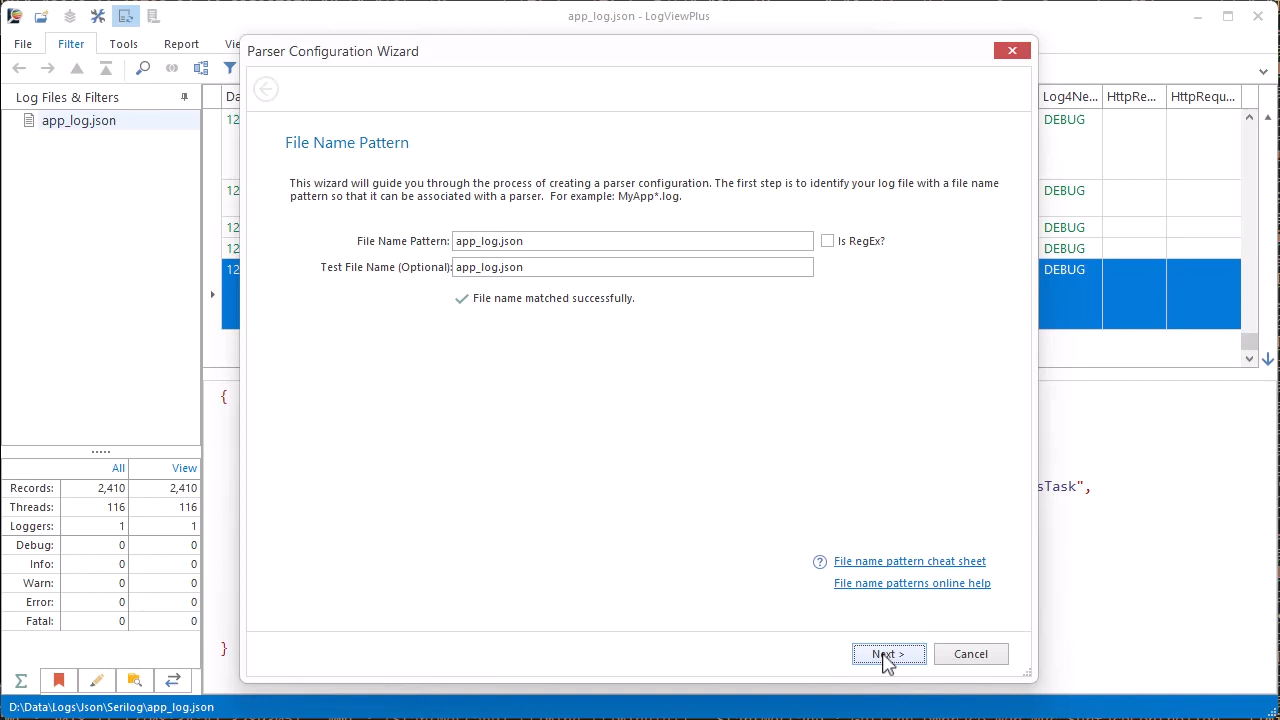 app_log.json - LogViewPlus
File Filter Tools Report
Parser Configuration Wizard
Log Files & Filters
Log4Ne... HttpRe... HttpRequ...
app_log.json
DEBUG
File Name Pattern
This wizard will guide you through the process of creating a parser configuration. The first step is to identify your log file with a file name
pattern so that it can be associated with a parser. For example: MyApp*.log.
DEBUG
DEBUG
File Name Pattern: app_log.json Is RegEx?
DEBUG
Test File Name (Optional): app_log.json
DEBUG
File name matched successfully.
{
All View
Records: 2,410 2,410
sTask",
Threads: 116 116
Loggers: 1 1
Debug: 0 0
Info: 0 0
File name pattern cheat sheet
Warn: 0 0
File name patterns online help
Error: 0 0
Fatal: 0 0
}
Next > Cancel
D:\Data\Logs\Json\Serilog\app_log.json